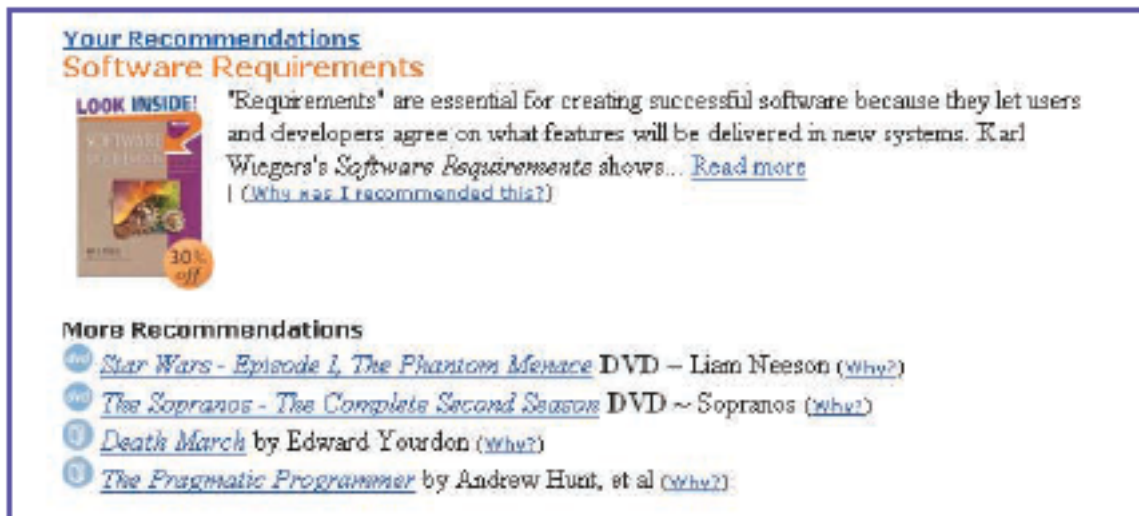 Your Recommendations
Software Requirements
LOOK INSIDE!
"Requirements" are essential for creating successful software because they let users
and developers agree on what features will be delivered in new systems. Karl
Wiegers's Software Requirements shows... Read more
| (Why was I recommended this?)
SOFTWARE
30%
off
More Recommendations
dvd Star Wars - Episode I, The Phantom Menace DVD ~ Liam Neeson (Why?)
dvd The Sopranos - The Complete Second Season DVD ~ Sopranos (Why?)
Death March by Edward Yourdon (Why?)
The Pragmatic Programmer by Andrew Hunt, et al (Why?)